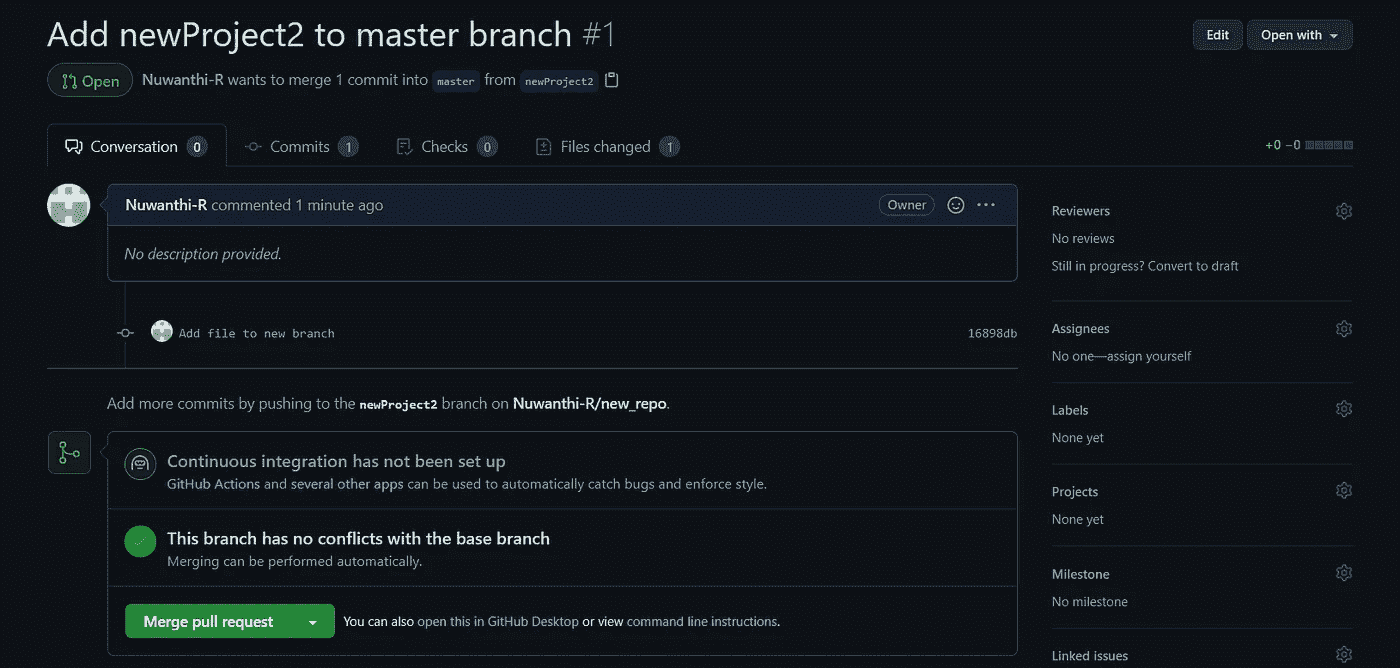 Add newProject2 to master branch #1
Edit
Open with
Open
Nuwanthi-R wants to merge 1 commit into master from newProject2
Conversation 0
Commits 1
Checks 0
Files changed 1
+0 −0
Nuwanthi-R commented 1 minute ago
Owner
No description provided.
Add file to new branch
16898db
Add more commits by pushing to the newProject2 branch on Nuwanthi-R/new_repo.
Continuous integration has not been set up
GitHub Actions and several other apps can be used to automatically catch bugs and enforce style.
This branch has no conflicts with the base branch
Merging can be performed automatically.
Merge pull request
You can also open this in GitHub Desktop or view command line instructions.
Reviewers
No reviews
Still in progress? Convert to draft
Assignees
No one—assign yourself
Labels
None yet
Projects
None yet
Milestone
No milestone
Linked issues